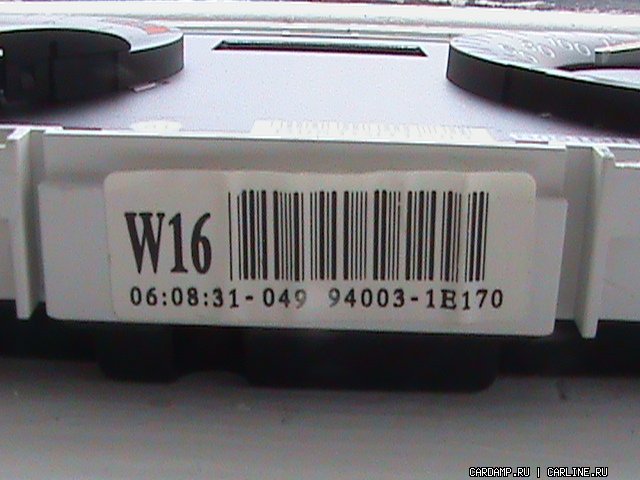 W16
06:08:31-049 94003-1E170
CARDAMP.RU | CARLINE.RU